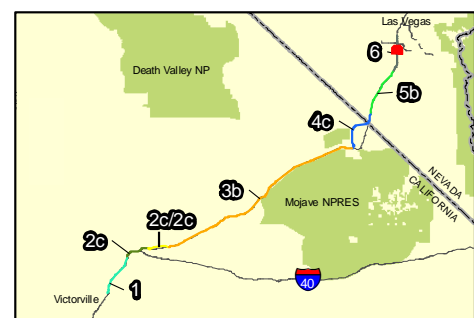 Las Vegas
6
Death Valley NP
5b
4c
NEVADA
CALIFORNIA
3b
Mojave NPRES
2c/2c
2c
40
1
Victorville